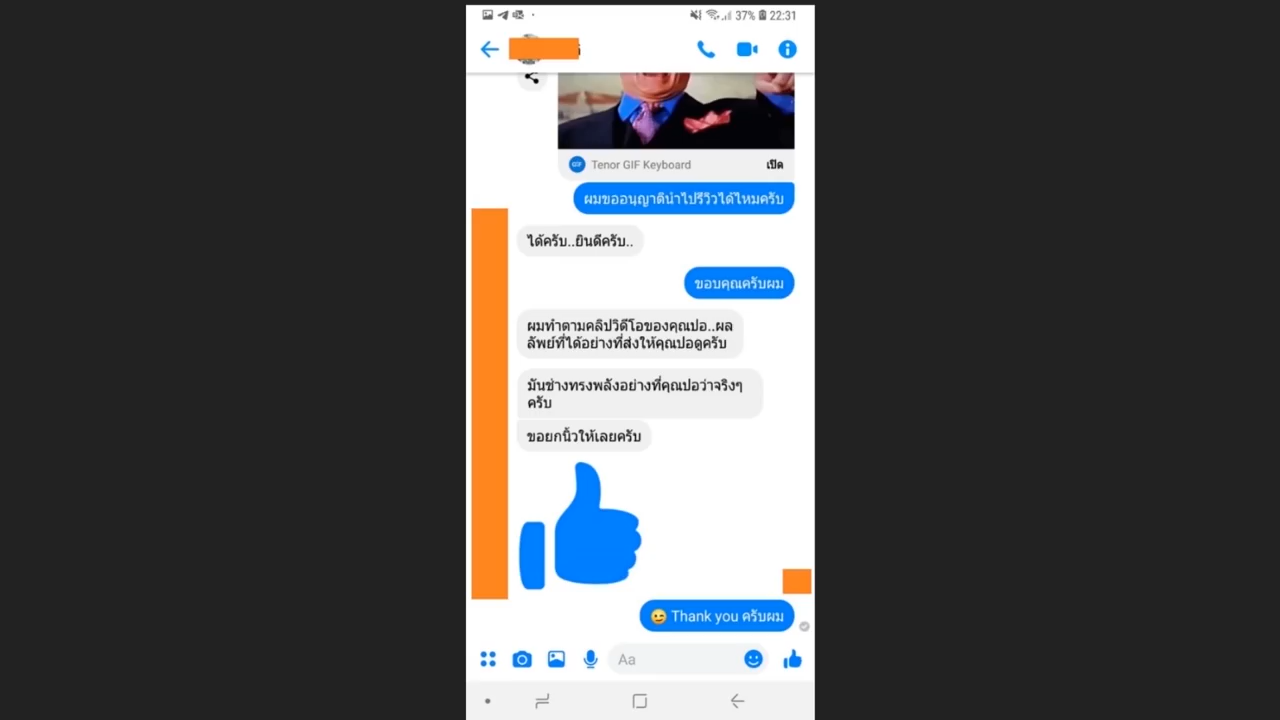 37% 22:31
Tenor GIF Keyboard เปิด
ผมขออนุญาตินำไปรีวิวได้ไหมครับ
ได้ครับ..ยินดีครับ..
ขอบคุณครับผม
ผมทำตามคลิปวิดีโอของคุณปอ..ผล
ลัพย์ที่ได้อย่างที่ส่งให้คุณปอดูครับ
มันช่างทรงพลังอย่างที่คุณปอว่าจริงๆ
ครับ
ขอยกนิ้วให้เลยครับ
Thank you ครับผม
Aa